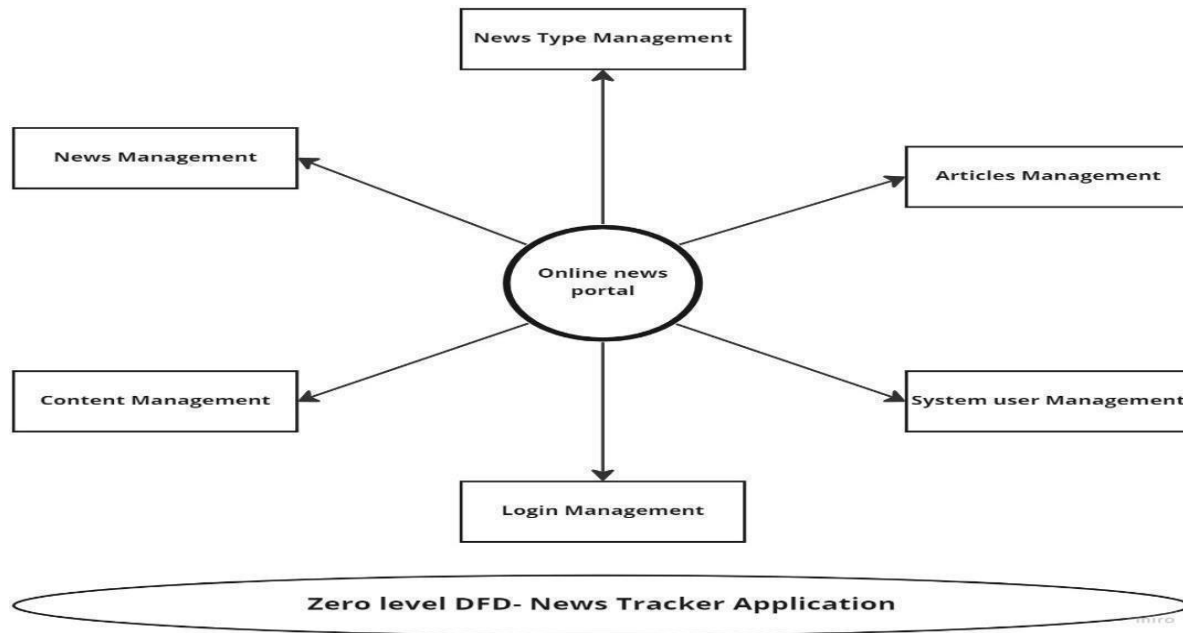 News Type Management
News Management
Articles Management
Online news
portal
Content Management
System user Management
Login Management
Zero level DFD- News Tracker Application
miro